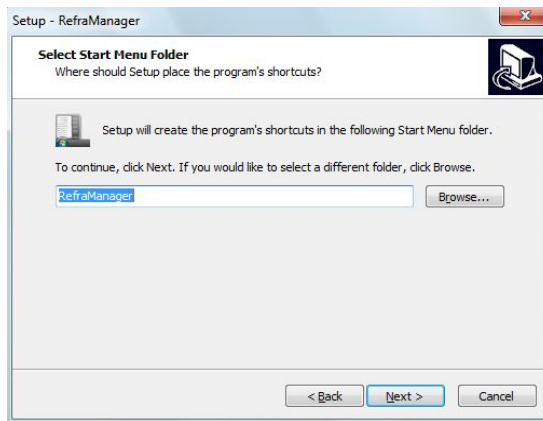 Setup - RefraManager
Select Start Menu Folder
Where should Setup place the program's shortcuts?
Setup will create the program's shortcuts in the following Start Menu folder.
To continue, click Next. If you would like to select a different folder, click Browse.
RefraManager
Browse...
< Back
Next >
Cancel